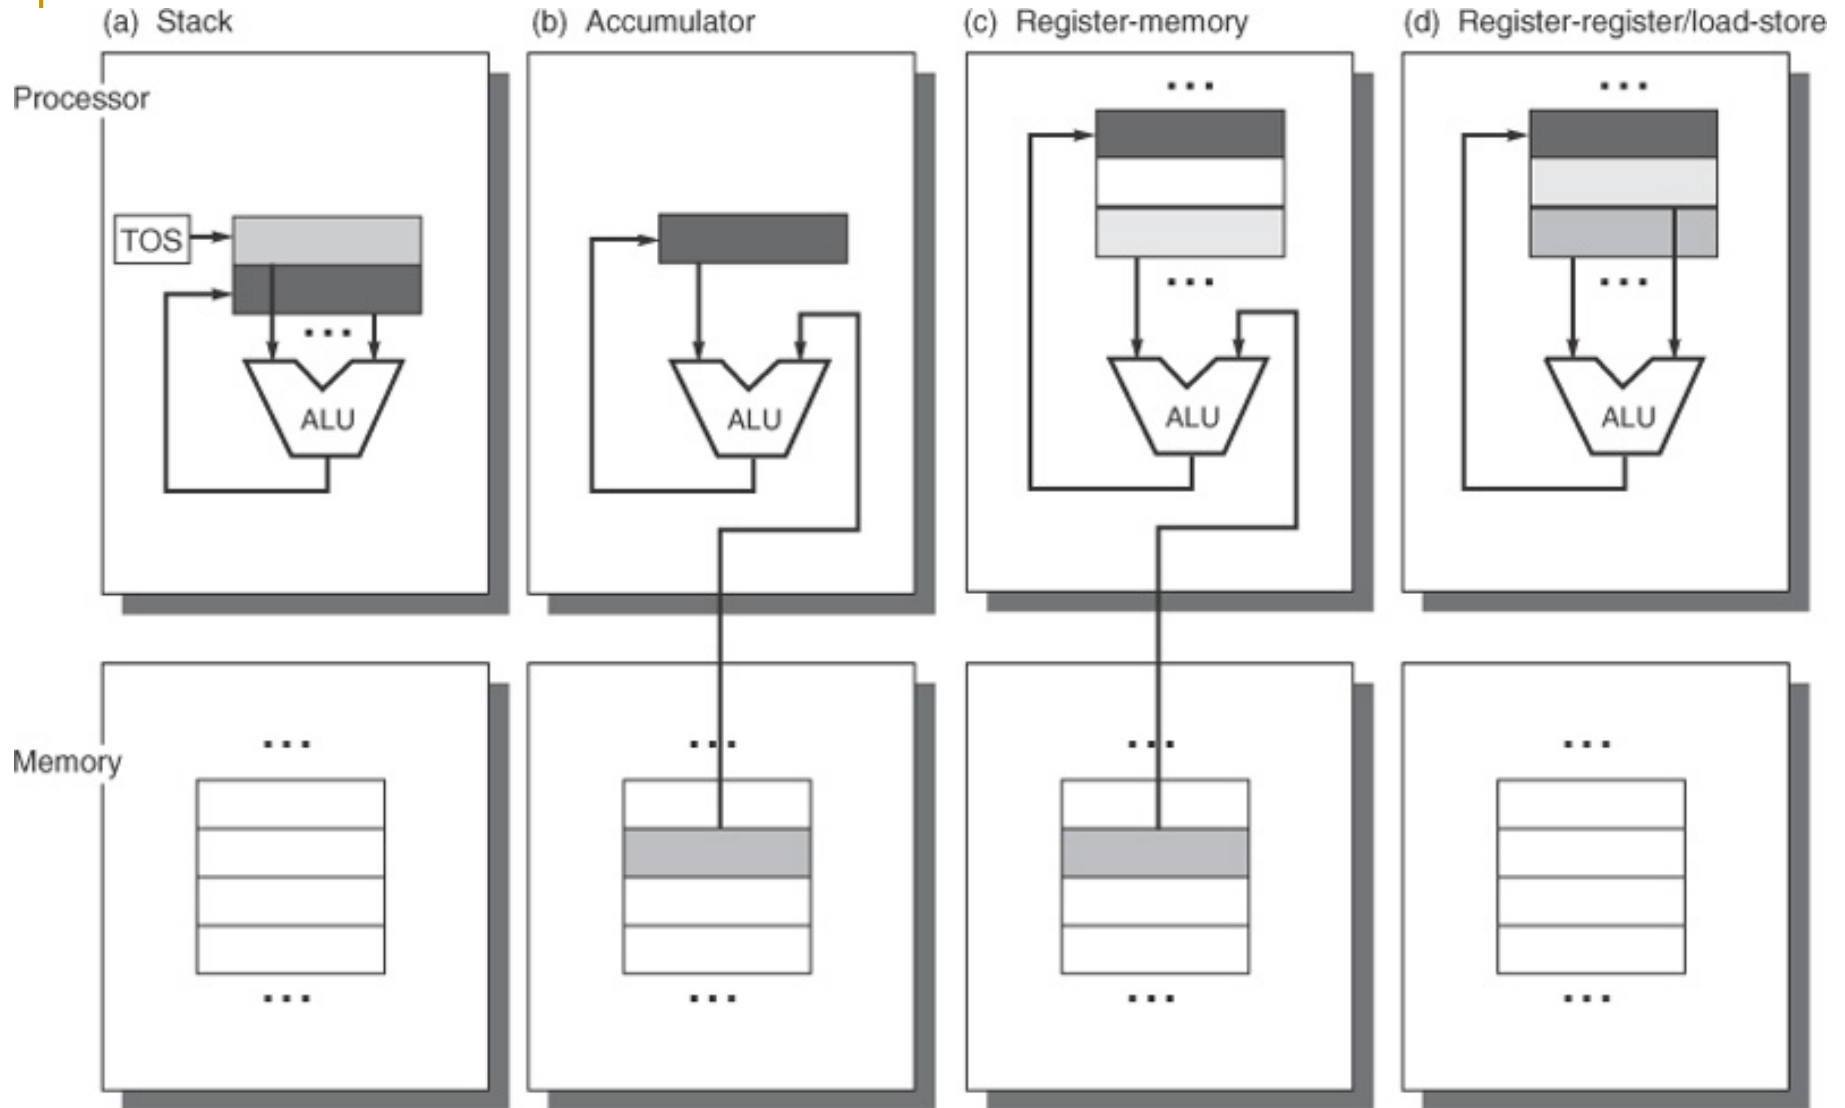 (a) Stack
(b) Accumulator
(c) Register-memory
(d) Register-register/load-store
Processor
TOS
...
...
...
...
...
ALU
ALU
ALU
ALU
Memory
...
...
...
...
...
...
...
...